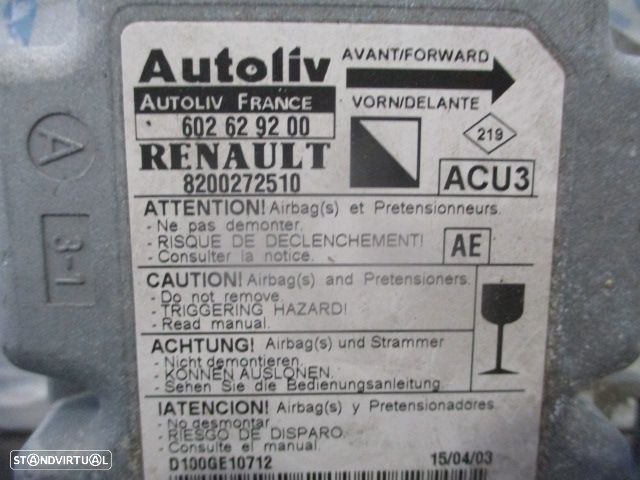 Autoliv
AVANT/FORWARD
AUTOLIV FRANCE
VORN/DELANTE
602 62 92 00
219
RENAULT
8200272510
ACU3
ATTENTION! Airbag(s) et Pretensionneurs.
- Ne pas demonter.
- RISQUE DE DECLENCHEMENT!
- Consulter la notice.
AE
CAUTION! Airbag(s) and Pretensioners.
- Do not remove.
- TRIGGERING HAZARD!
- Read manual.
ACHTUNG! Airbag(s) und Strammer
- Nicht demontieren.
- KÖNNEN AUSLÖNEN.
- Sehen Sie die Bedienungsanleitung.
IATENCION! Airbag(s) y Pretensionadores.
- No desmontar
- RIESGO DE DISPARO.
- Consulte el manual.
D100GE10712
15/04/03
A
3-1
STANDVIRTUAL